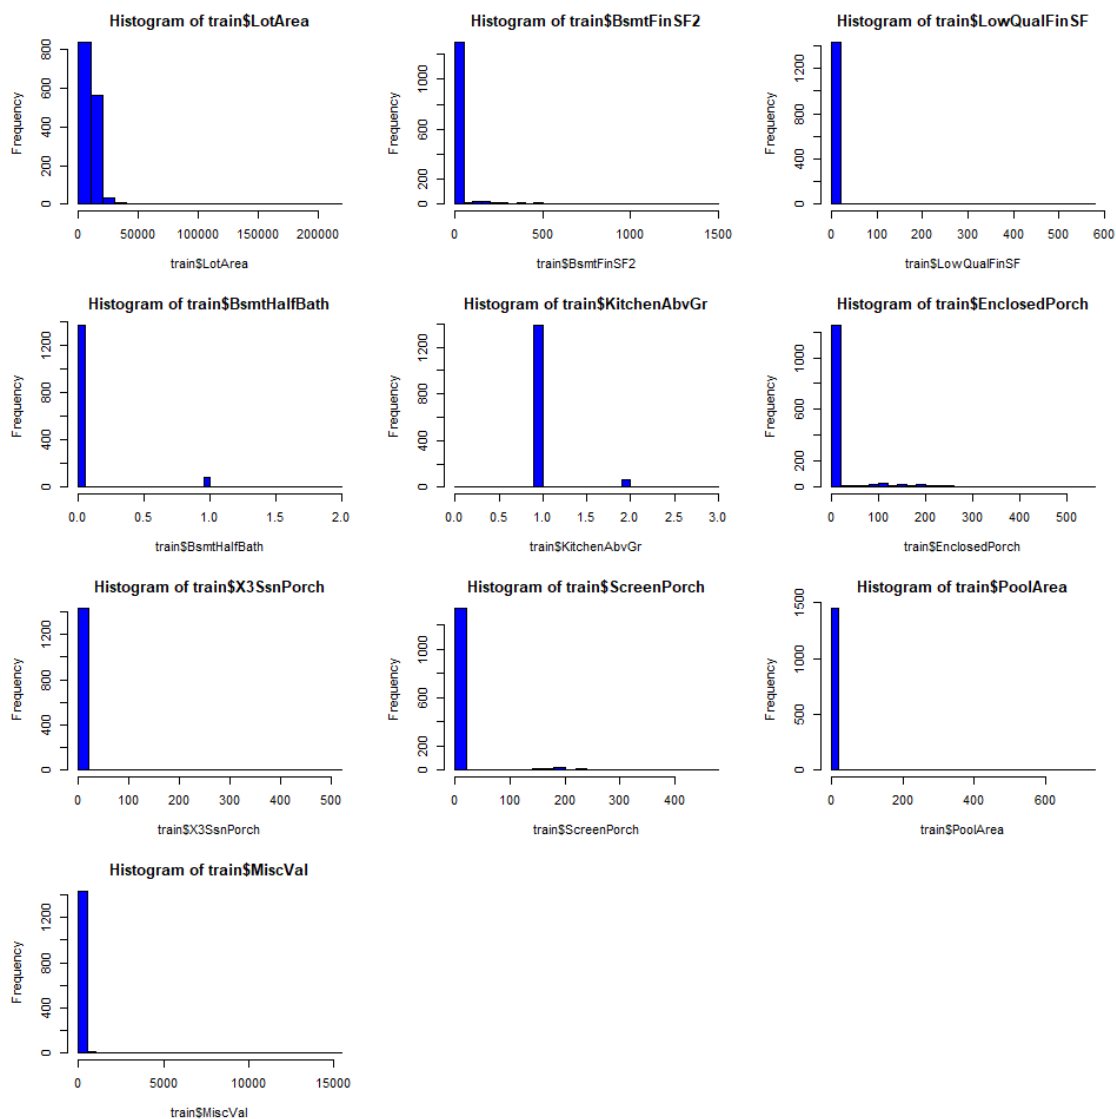 Histogram of train$LotArea
Frequency
0 200 400 600 800
0 50000 100000 150000 200000
train$LotArea
Histogram of train$BsmtFinSF2
Frequency
0 200 600 1000
0 500 1000 1500
train$BsmtFinSF2
Histogram of train$LowQualFinSF
Frequency
0 400 800 1200
0 100 200 300 400 500 600
train$LowQualFinSF
Histogram of train$BsmtHalfBath
Frequency
0 400 800 1200
0.0 0.5 1.0 1.5 2.0
train$BsmtHalfBath
Histogram of train$KitchenAbvGr
Frequency
0 400 800 1200
0.0 0.5 1.0 1.5 2.0 2.5 3.0
train$KitchenAbvGr
Histogram of train$EnclosedPorch
Frequency
0 200 600 1000
0 100 200 300 400 500
train$EnclosedPorch
Histogram of train$X3SsnPorch
Frequency
0 400 800 1200
0 100 200 300 400 500
train$X3SsnPorch
Histogram of train$ScreenPorch
Frequency
0 200 600 1000
0 100 200 300 400
train$ScreenPorch
Histogram of train$PoolArea
Frequency
0 500 1000 1500
0 200 400 600
train$PoolArea
Histogram of train$MiscVal
Frequency
0 400 800 1200
0 5000 10000 15000
train$MiscVal